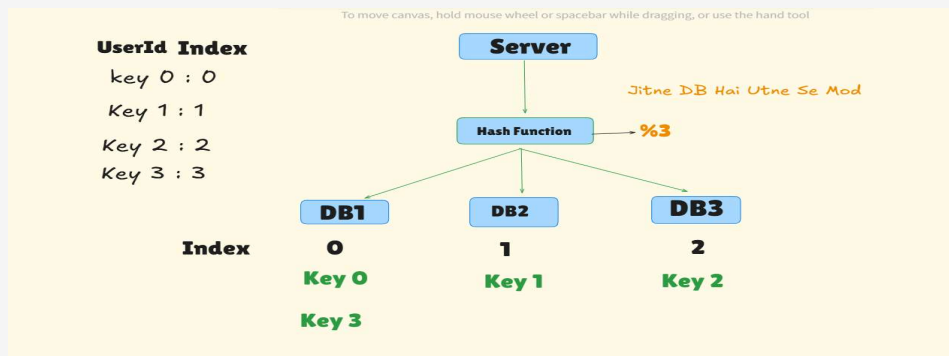 To move canvas, hold mouse wheel or spacebar while dragging, or use the hand tool
UserId Index
key 0 : 0
Key 1 : 1
Key 2 : 2
Key 3 : 3
Server
Jitne DB Hai Utne Se Mod
Hash Function
%3
DB1 DB2 DB3
Index 0 1 2
Key 0 Key 1 Key 2
Key 3